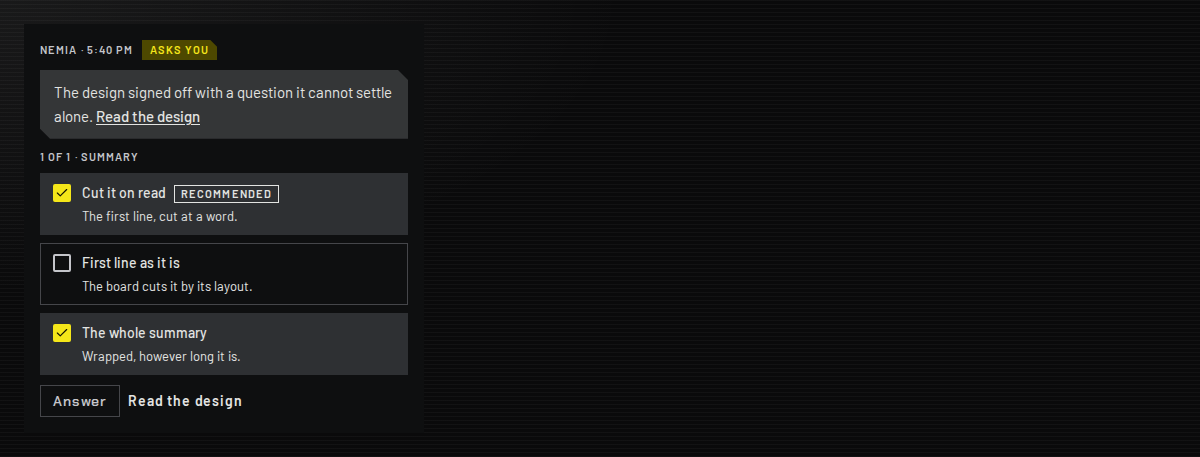 NEMIA · 5:40 PM ASKS YOU
The design signed off with a question it cannot settle
alone. Read the design
1 OF 1 · SUMMARY
Cut it on read RECOMMENDED
The first line, cut at a word.
First line as it is
The board cuts it by its layout.
The whole summary
Wrapped, however long it is.
Answer Read the design